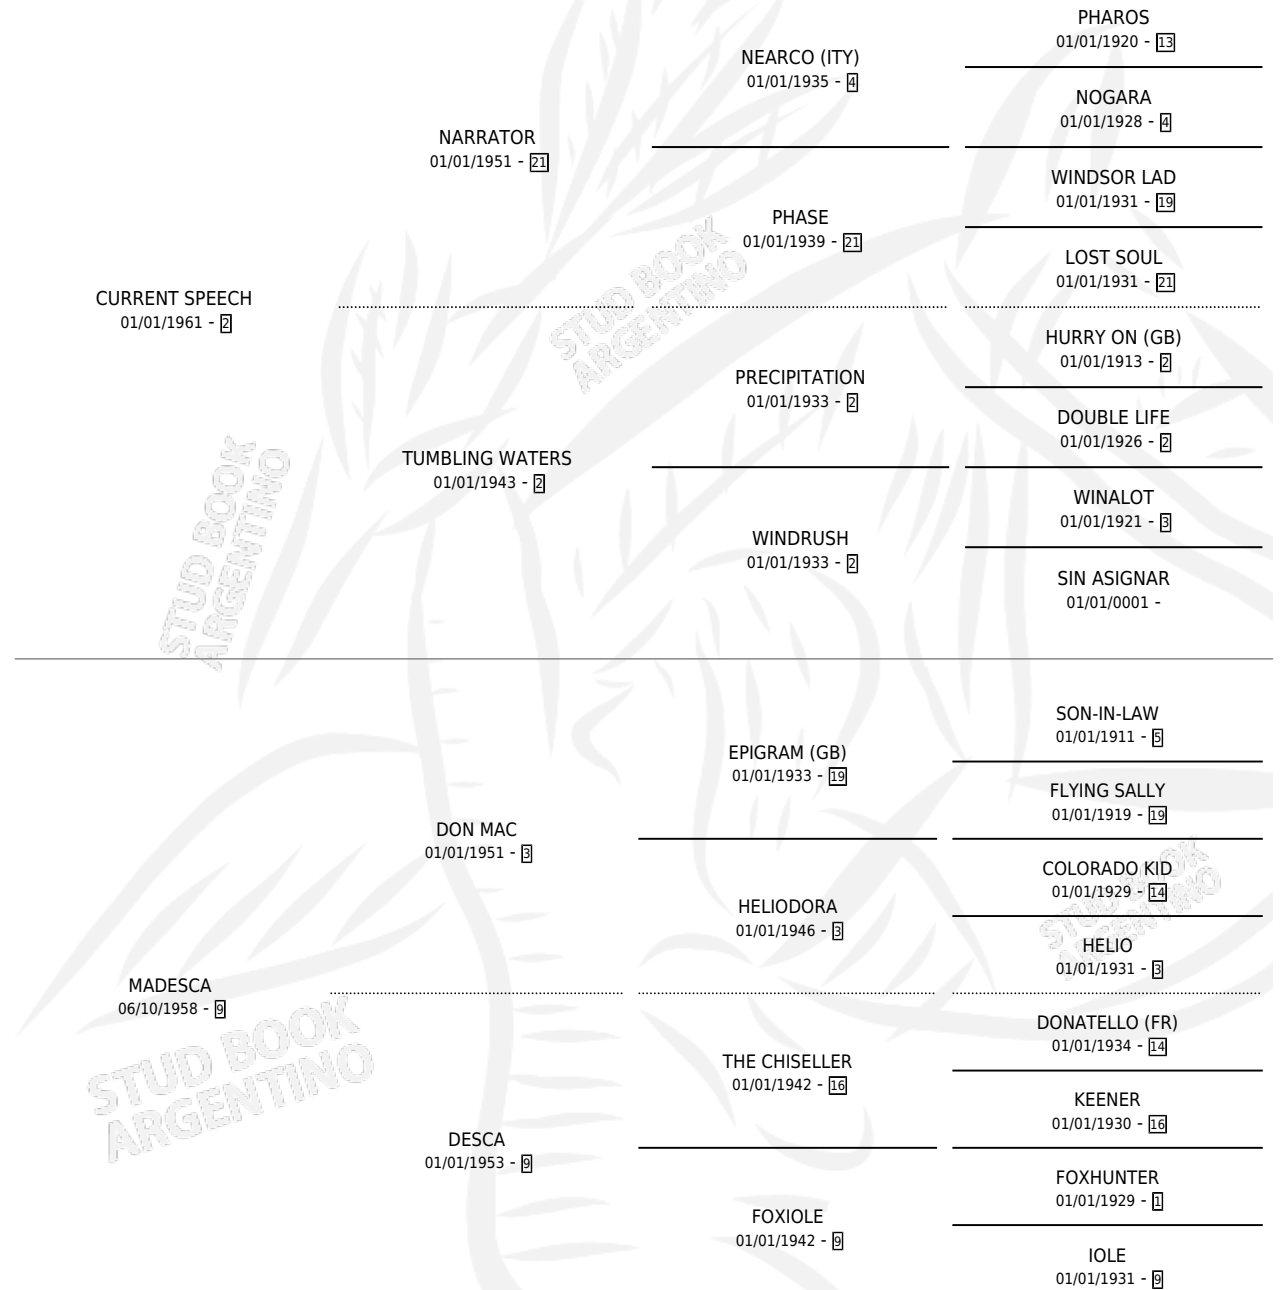 PHAROS
01/01/1920 - 13
NEARCO (ITY)
01/01/1935 - 4
NOGARA
01/01/1928 - 4
NARRATOR
01/01/1951 - 21
WINDSOR LAD
01/01/1931 - 19
PHASE
01/01/1939 - 21
LOST SOUL
01/01/1931 - 21
CURRENT SPEECH
01/01/1961 - 2
HURRY ON (GB)
01/01/1913 - 2
PRECIPITATION
01/01/1933 - 2
DOUBLE LIFE
01/01/1926 - 2
TUMBLING WATERS
01/01/1943 - 2
WINALOT
01/01/1921 - 3
WINDRUSH
01/01/1933 - 2
SIN ASIGNAR
01/01/0001 -
SON-IN-LAW
01/01/1911 - 5
EPIGRAM (GB)
01/01/1933 - 19
FLYING SALLY
01/01/1919 - 19
DON MAC
01/01/1951 - 3
COLORADO KID
01/01/1929 - 14
HELIODORA
01/01/1946 - 3
HELIO
01/01/1931 - 3
MADESCA
06/10/1958 - 9
DONATELLO (FR)
01/01/1934 - 14
THE CHISELLER
01/01/1942 - 16
KEENER
01/01/1930 - 16
DESCA
01/01/1953 - 9
FOXHUNTER
01/01/1929 - 1
FOXIOLE
01/01/1942 - 9
IOLE
01/01/1931 - 9
STUD BOOK
ARGENTINO
STUD BOOK
ARGENTINO
STUD BOOK
ARGENTINO
STUD BOOK
ARGENTINO